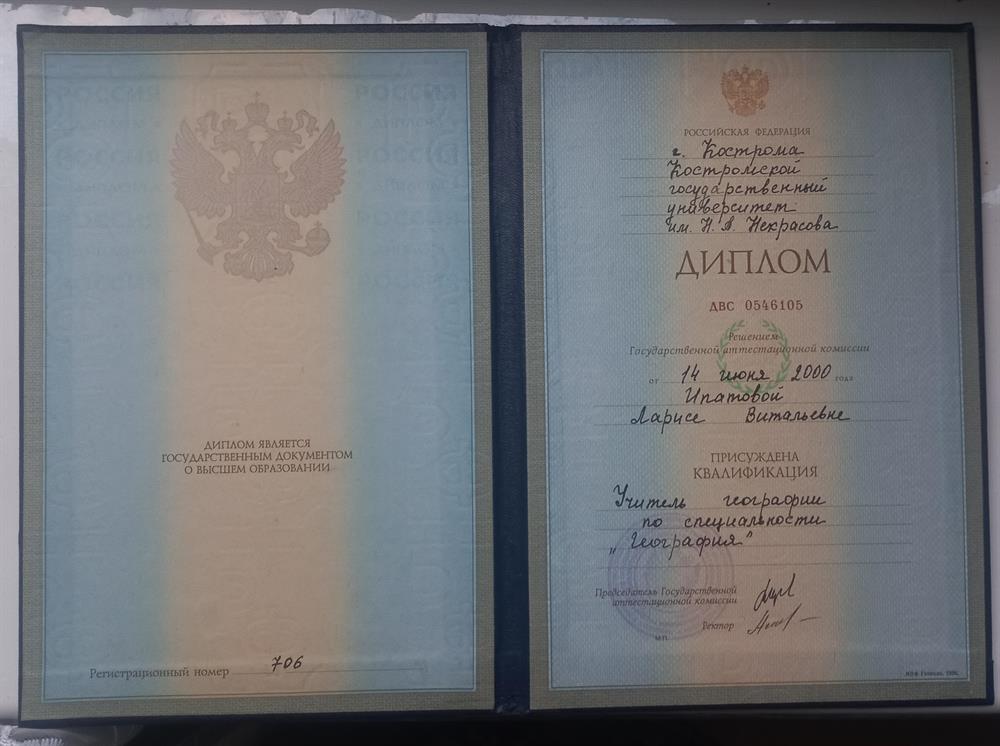 ДИПЛОМ ЯВЛЯЕТСЯ
ГОСУДАРСТВЕННЫМ ДОКУМЕНТОМ
О ВЫСШЕМ ОБРАЗОВАНИИ
Регистрационный номер 706
РОССИЙСКАЯ ФЕДЕРАЦИЯ
г. Кострома
Костромской
государственный
университет
им. Н. А. Некрасова
ДИПЛОМ
ДВС 0546105
Решением
Государственной аттестационной комиссии
от 14 июня 2000 года
Ипатовой
Ларисе Витальевне
ПРИСУЖДЕНА
КВАЛИФИКАЦИЯ
Учитель географии
по специальности
„География"
Председатель Государственной
аттестационной комиссии
Ректор
М.П.